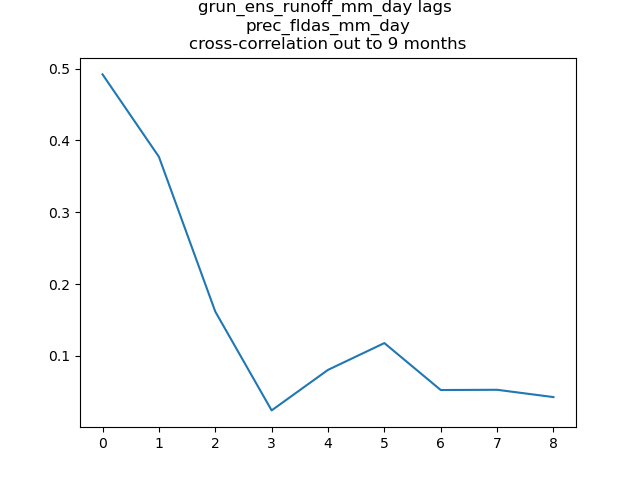 grun_ens_runoff_mm_day lags
prec_fldas_mm_day
cross-correlation out to 9 months
0.5
0.4
0.3
0.2
0.1
0 1 2 3 4 5 6 7 8